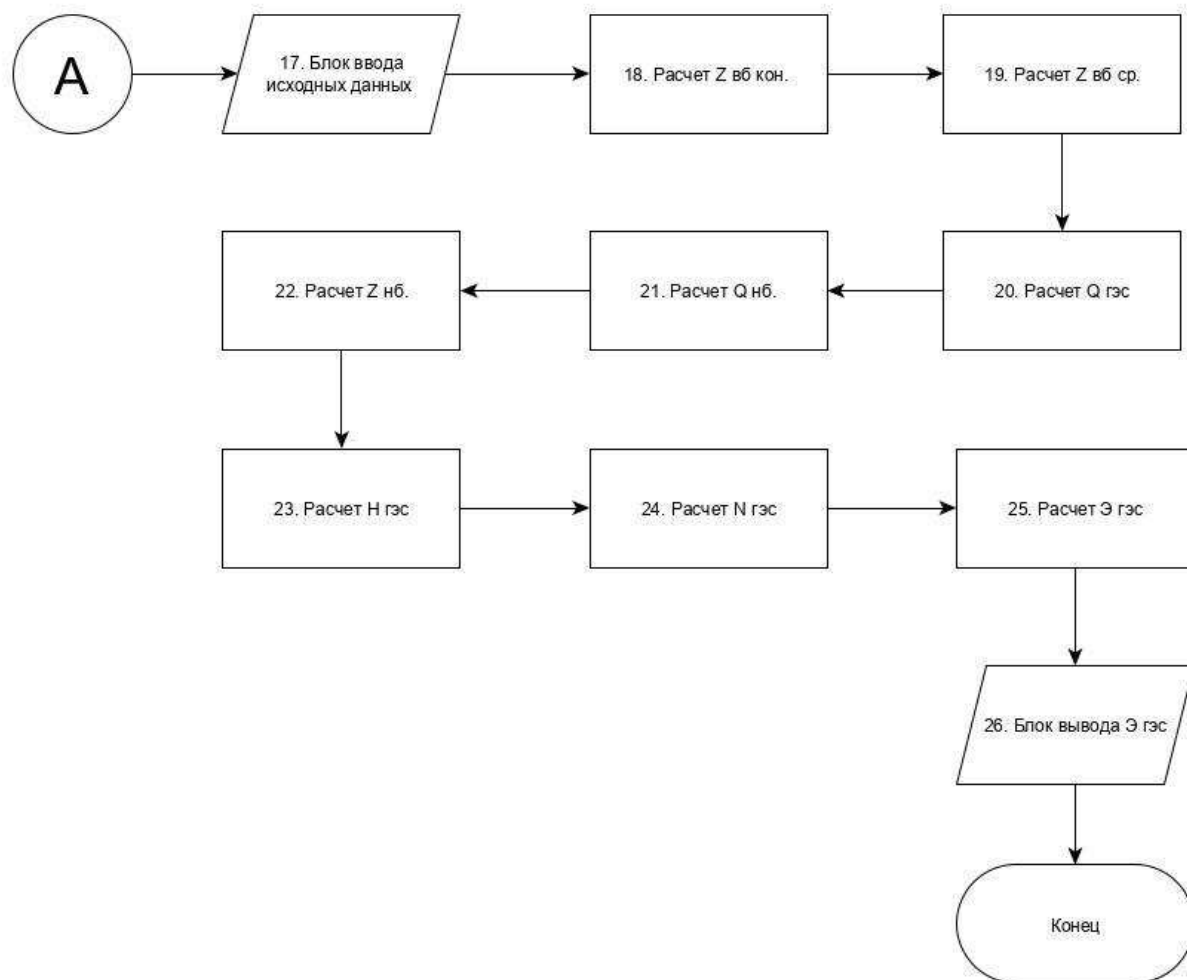 А
17. Блок ввода
исходных данных
18. Расчет Z вб кон.
19. Расчет Z вб ср.
20. Расчет Q гэс
21. Расчет Q нб.
22. Расчет Z нб.
23. Расчет Н гэс
24. Расчет N гэс
25. Расчет Э гэс
26. Блок вывода Э гэс
Конец